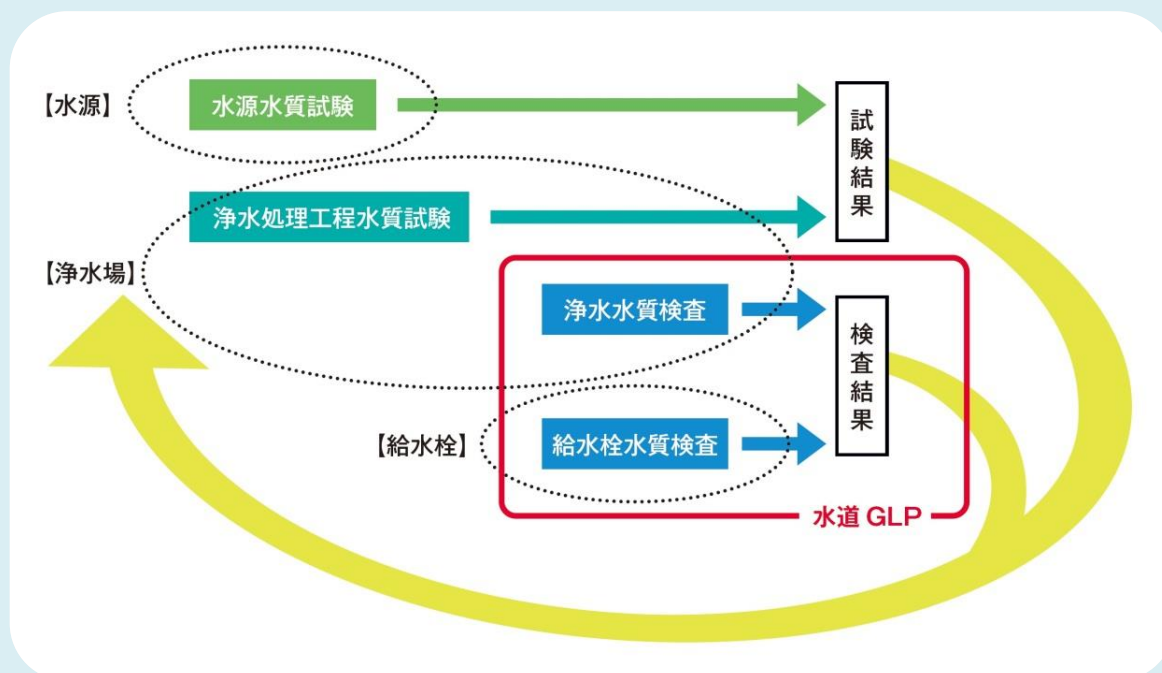 【水源】
水源水質試験
試験結果
浄水処理工程水質試験
【浄水場】
浄水水質検査
検査結果
【給水栓】
給水栓水質検査
水道 GLP